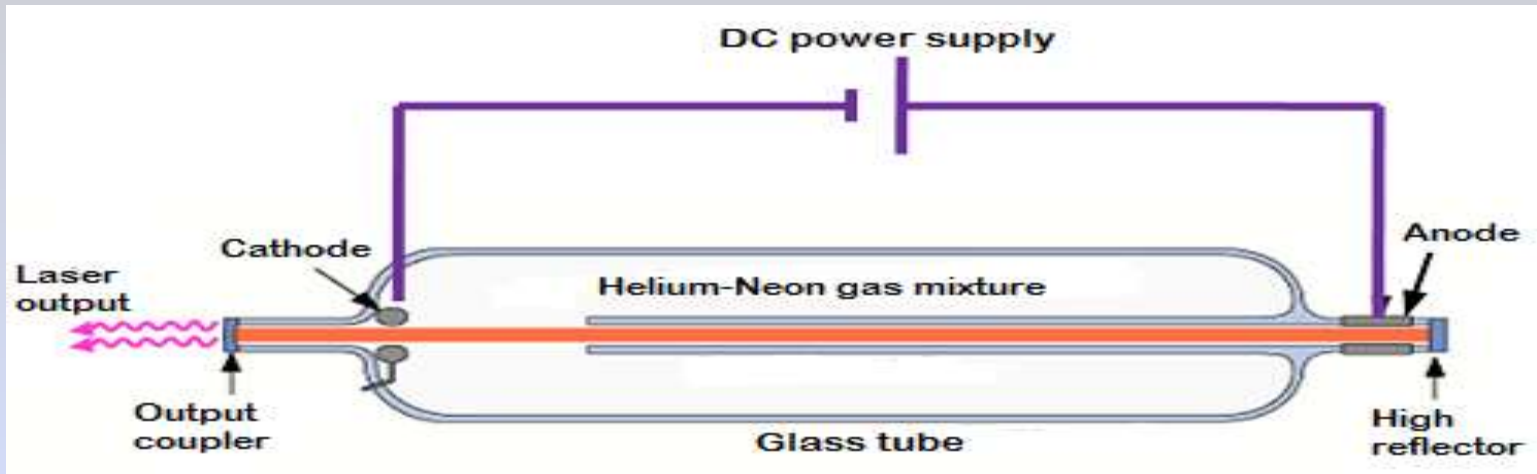 DC power supply
Cathode
Anode
Laser
output
Helium-Neon gas mixture
Output
coupler
Glass tube
High
reflector